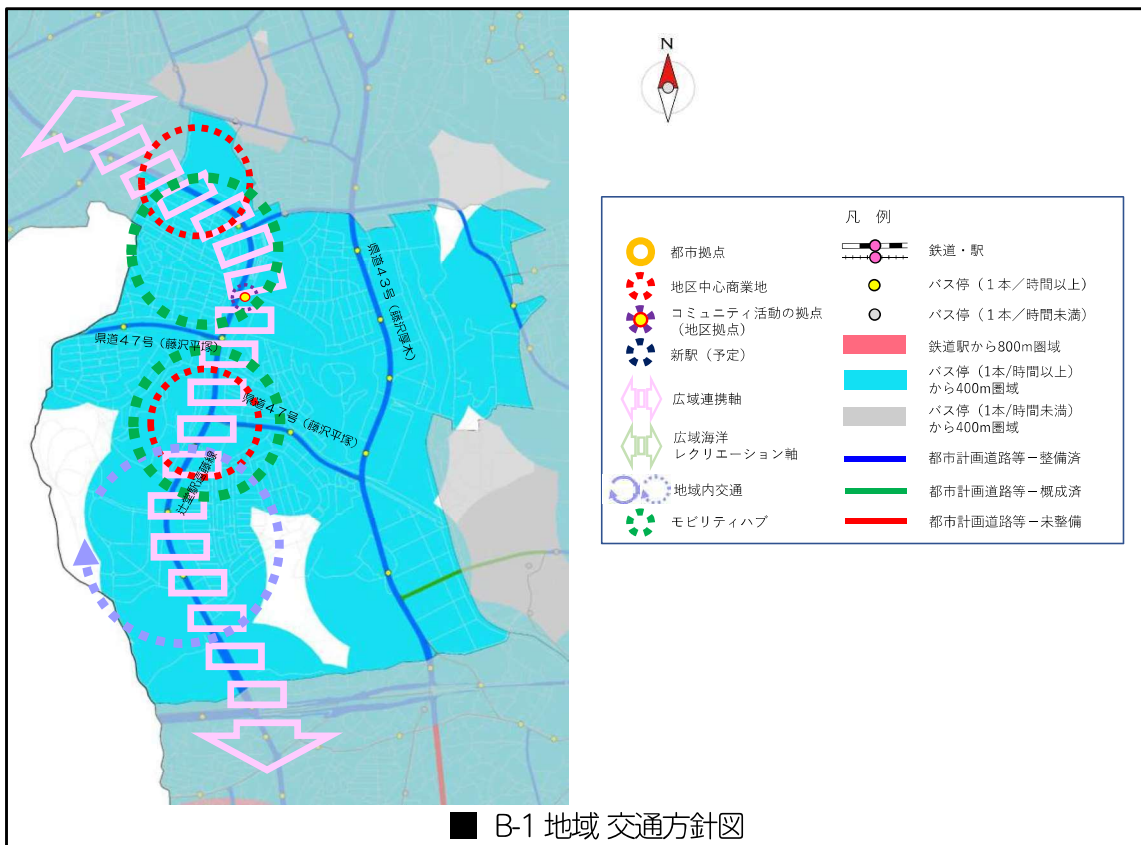 N
凡 例
都市拠点
地区中心商業地
コミュニティ活動の拠点
(地区拠点)
新駅(予定)
広域連携軸
広域海洋
レクリエーション軸
地域内交通
モビリティハブ
鉄道・駅
バス停(1本/時間以上)
バス停(1本/時間未満)
鉄道駅から800m圏域
バス停(1本/時間以上)
から400m圏域
バス停(1本/時間未満)
から400m圏域
都市計画道路等－整備済
都市計画道路等－概成済
都市計画道路等－未整備
県道43号(藤沢厚木)
県道47号(藤沢平塚)
県道47号(藤沢平塚)
辻堂駅遠藤線
■ B-1 地域 交通方針図